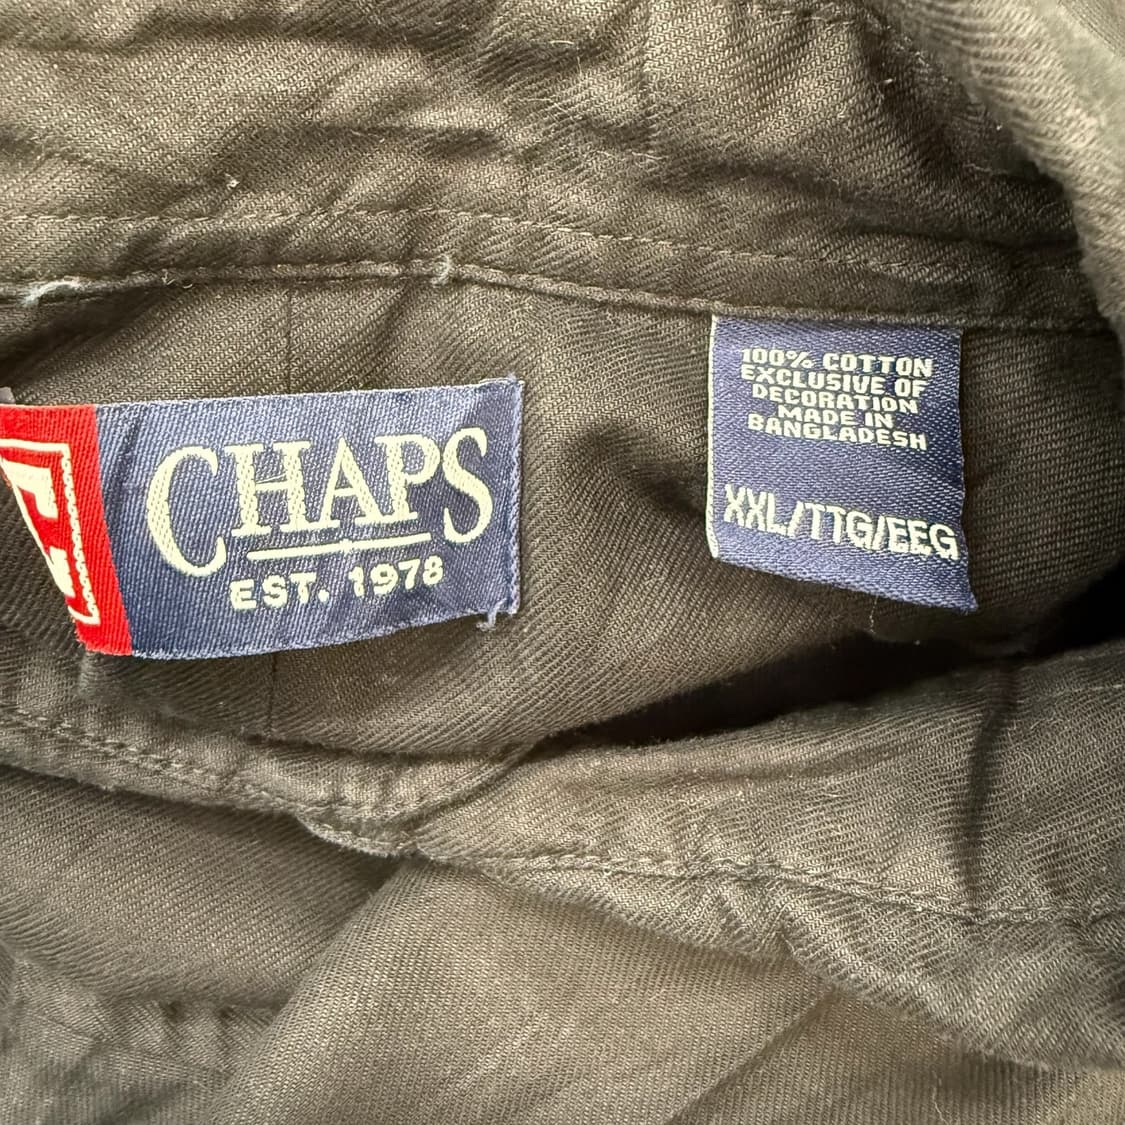 CHAPS
EST. 1978
100% COTTON
EXCLUSIVE OF
DECORATION
MADE IN
BANGLADESH
XXL/TTG/EEG